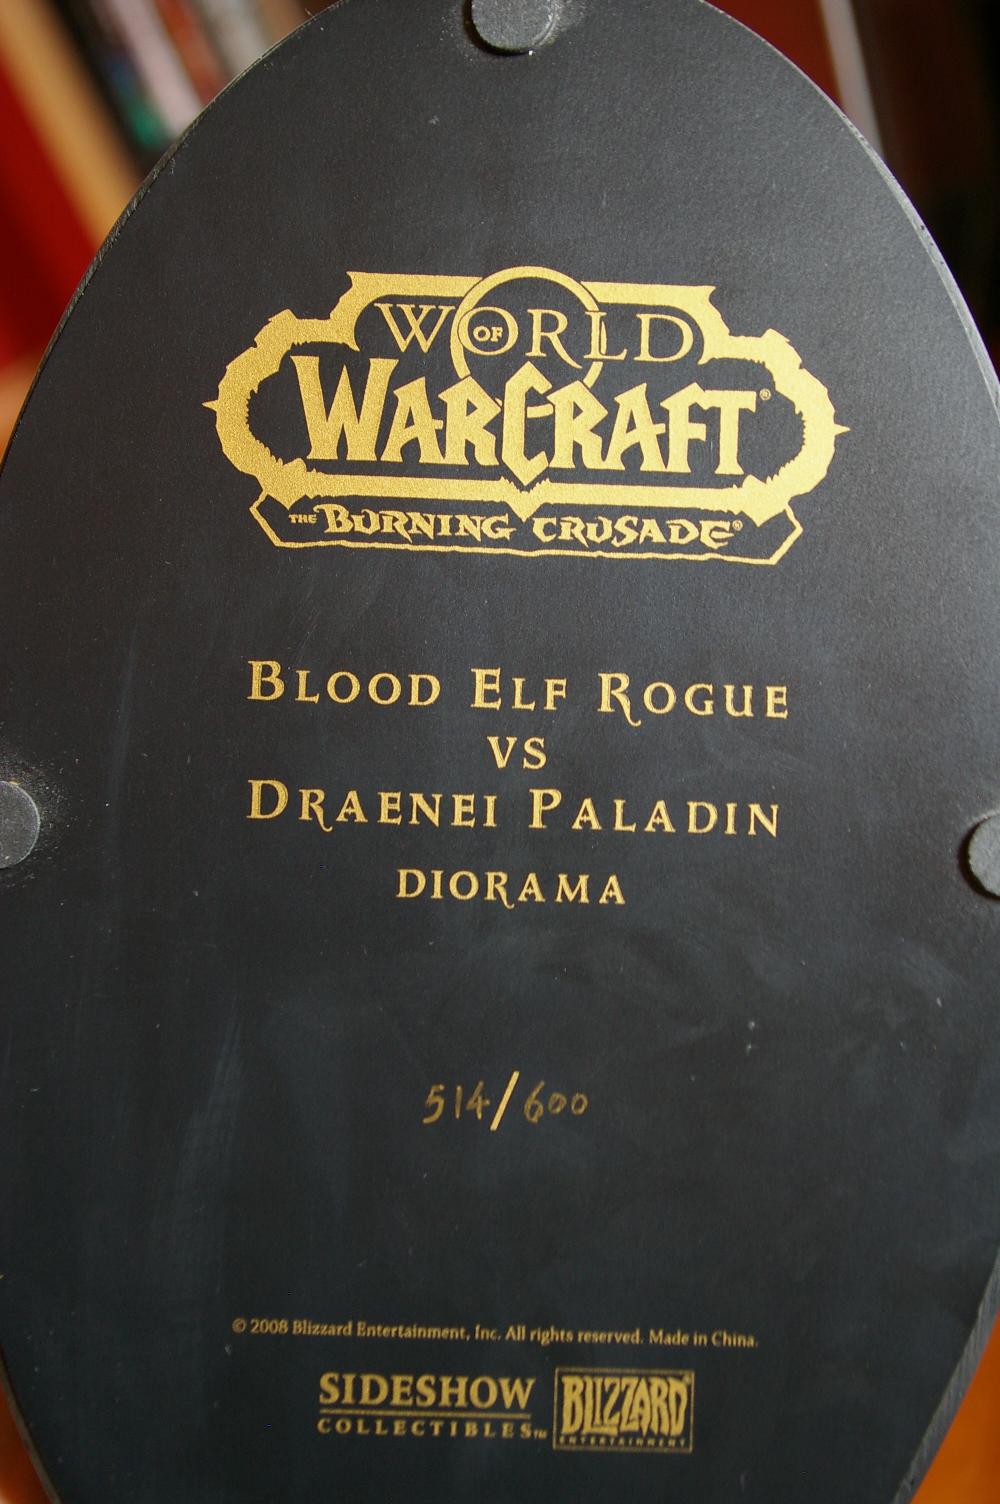 WORLD OF
WARCRAFT®
THE BURNING CRUSADE®
BLOOD ELF ROGUE
VS
DRAENEI PALADIN
DIORAMA
514/600
© 2008 Blizzard Entertainment, Inc. All rights reserved. Made in China.
SIDESHOW
COLLECTIBLES™
BLIZZARD®
ENTERTAINMENT